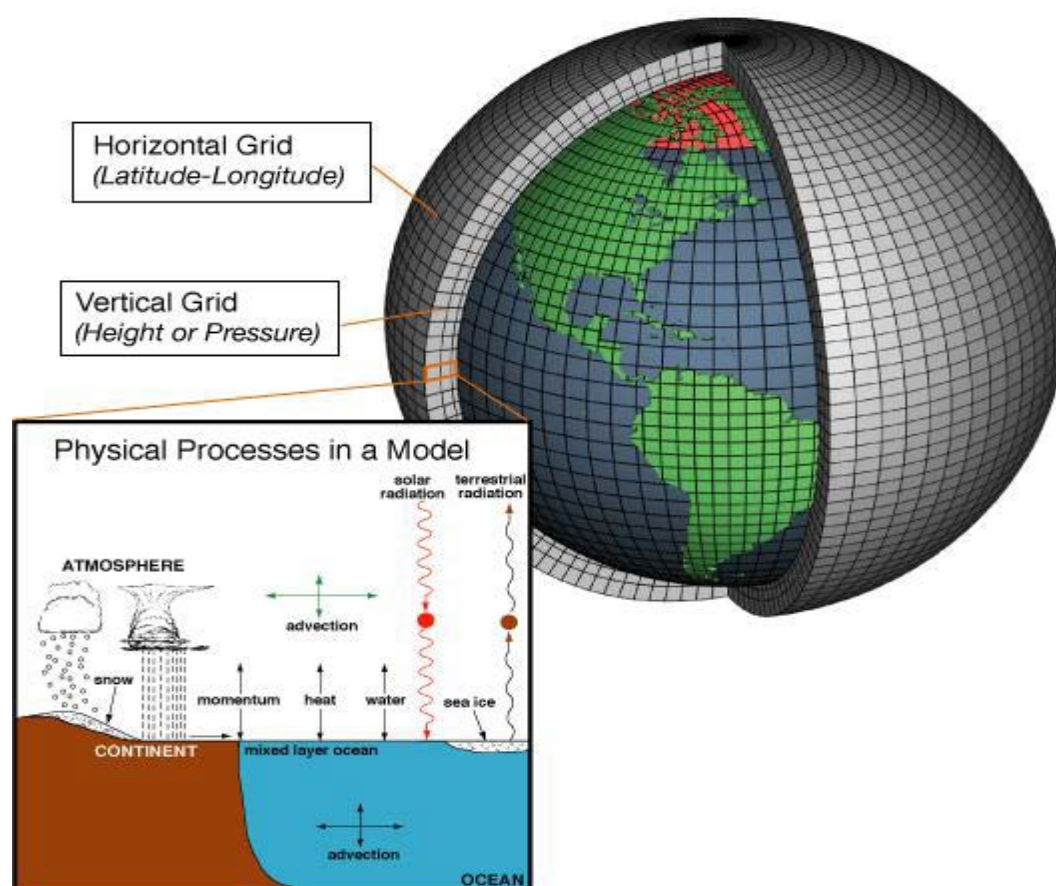 Horizontal Grid
(Latitude-Longitude)
Vertical Grid
(Height or Pressure)
Physical Processes in a Model
solar
radiation
terrestrial
radiation
ATMOSPHERE
advection
snow
momentum
heat
water
sea ice
CONTINENT
mixed layer ocean
advection
OCEAN